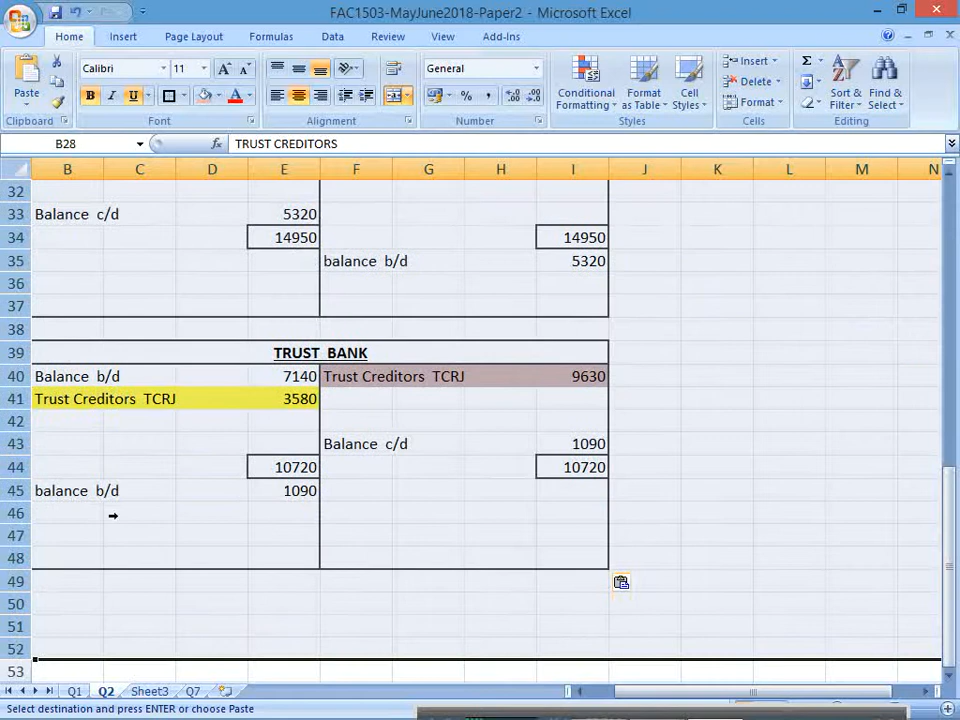 FAC1503-MayJune2018-Paper2 - Microsoft Excel
Home Insert Page Layout Formulas Data Review View Add-Ins
Paste
Calibri 11
B I U
General
Conditional Formatting
Format as Table
Cell Styles
Insert
Delete
Format
Sort & Filter
Find & Select
Clipboard Font Alignment Number Styles Cells Editing
B28 fx TRUST CREDITORS
B C D E F G H I J K L M N
32
33 Balance c/d 5320
34 14950 14950
35 balance b/d 5320
36
37
38
39 TRUST BANK
40 Balance b/d 7140 Trust Creditors TCRJ 9630
41 Trust Creditors TCRJ 3580
42
43 Balance c/d 1090
44 10720 10720
45 balance b/d 1090
46
47
48
49
50
51
52
53
Q1 Q2 Sheet3 Q7
Select destination and press ENTER or choose Paste